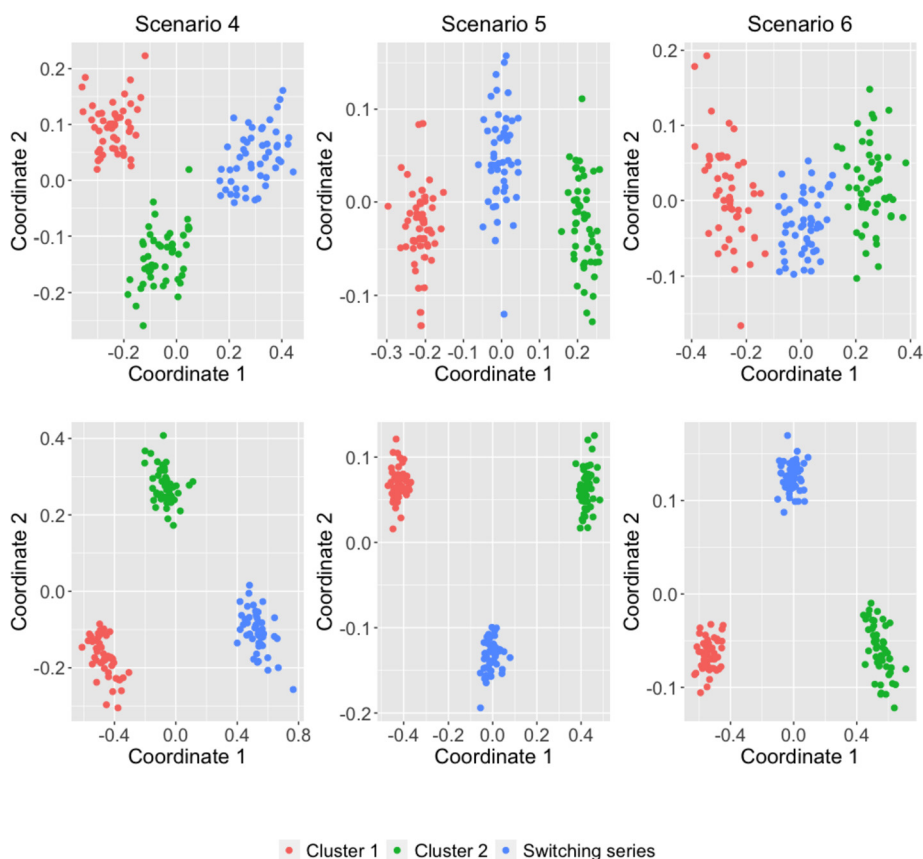 Scenario 4 Scenario 5 Scenario 6
0.2 0.1 0.0 -0.1 -0.2
Coordinate 2
-0.2 0.0 0.2 0.4
Coordinate 1
0.1 0.0 -0.1
Coordinate 2
-0.3 -0.2 -0.1 0.0 0.1 0.2
Coordinate 1
0.2 0.1 0.0 -0.1
Coordinate 2
-0.4 -0.2 0.0 0.2 0.4
Coordinate 1
0.4 0.2 0.0 -0.2
Coordinate 2
-0.4 0.0 0.4 0.8
Coordinate 1
0.1 0.0 -0.1 -0.2
Coordinate 2
-0.4 -0.2 0.0 0.2 0.4
Coordinate 1
0.1 0.0 -0.1
Coordinate 2
-0.4 0.0 0.4
Coordinate 1
Cluster 1 Cluster 2 Switching series